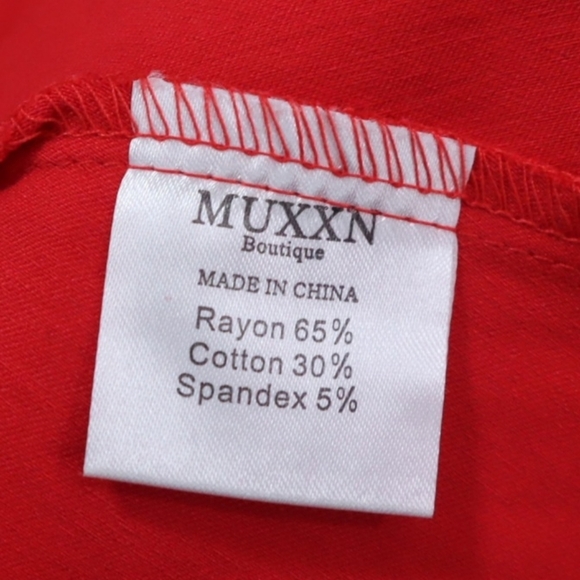 MUXXN
Boutique
MADE IN CHINA
Rayon 65%
Cotton 30%
Spandex 5%